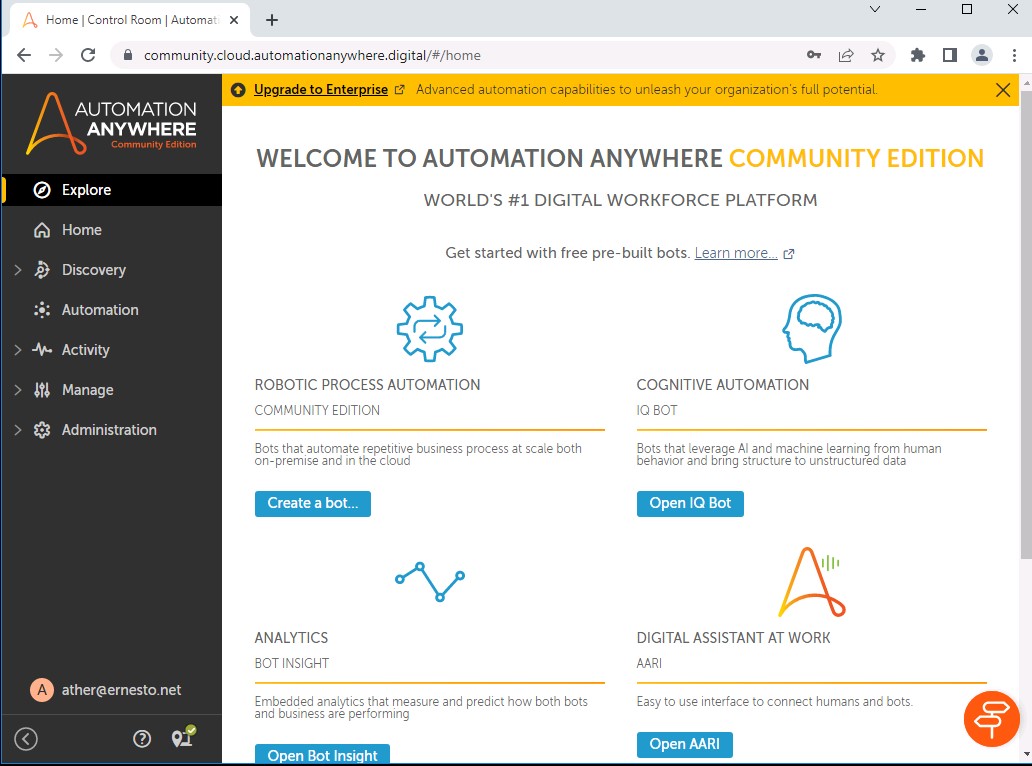 Home | Control Room | Automati
community.cloud.automationanywhere.digital/#/home
AUTOMATION
ANYWHERE
Community Edition
Explore
Home
Discovery
Automation
Activity
Manage
Administration
A ather@ernesto.net
Upgrade to Enterprise Advanced automation capabilities to unleash your organization's full potential.
WELCOME TO AUTOMATION ANYWHERE COMMUNITY EDITION
WORLD'S #1 DIGITAL WORKFORCE PLATFORM
Get started with free pre-built bots. Learn more...
ROBOTIC PROCESS AUTOMATION
COMMUNITY EDITION
Bots that automate repetitive business process at scale both
on-premise and in the cloud
Create a bot...
COGNITIVE AUTOMATION
IQ BOT
Bots that leverage AI and machine learning from human
behavior and bring structure to unstructured data
Open IQ Bot
ANALYTICS
BOT INSIGHT
Embedded analytics that measure and predict how both bots
and business are performing
Open Bot Insight
DIGITAL ASSISTANT AT WORK
AARI
Easy to use interface to connect humans and bots.
Open AARI